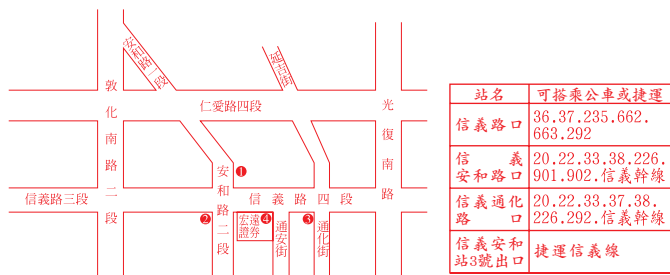 安和路一段
延吉街
敦化南路二段
仁愛路四段
光復南路
❶
安和路二段
信義路三段
信義路四段
❷
宏遠證券
❹
❸
通安街
通化街
站名 可搭乘公車或捷運
信義路口 36.37.235.662.
663.292
信義 20.22.33.38.226.
安和路口 901.902.信義幹線
信義通化 20.22.33.37.38.
路口 226.292.信義幹線
信義安和
站3號出口 捷運信義線